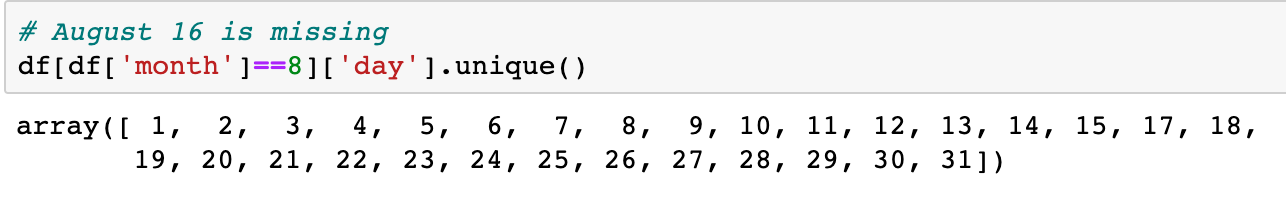 # August 16 is missing
df[df['month']==8]['day'].unique()
array([ 1,  2,  3,  4,  5,  6,  7,  8,  9, 10, 11, 12, 13, 14, 15, 17, 18,
       19, 20, 21, 22, 23, 24, 25, 26, 27, 28, 29, 30, 31])